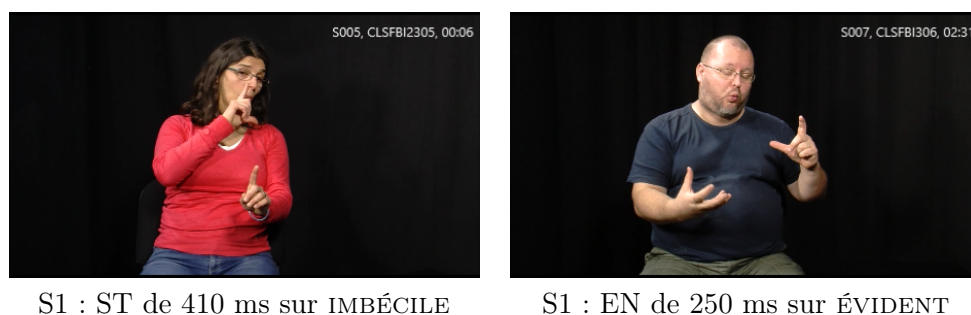 S005, CLSFBI2305, 00:06
S007, CLSFBI306, 02:31
S1 : ST de 410 ms sur IMBÉCILE
S1 : EN de 250 ms sur ÉVIDENT